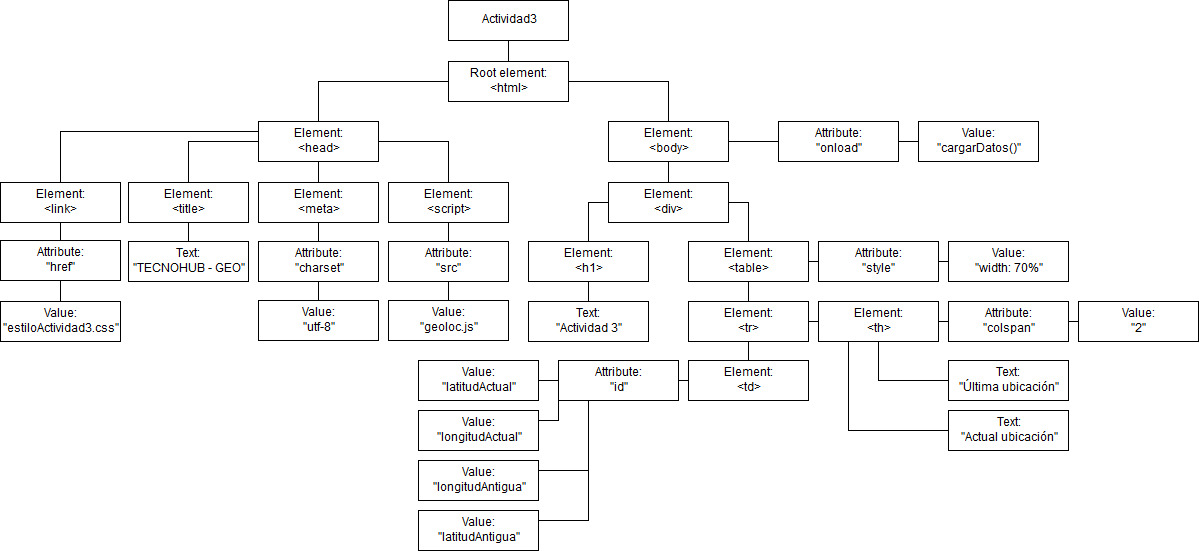 Actividad3
Root element:
<html>
Element:
<head>
Element:
<body>
Attribute:
"onload"
Value:
"cargarDatos()"
Element:
<link>
Element:
<title>
Element:
<meta>
Element:
<script>
Element:
<div>
Attribute:
"href"
Text:
"TECNOHUB - GEO"
Attribute:
"charset"
Attribute:
"src"
Element:
<h1>
Element:
<table>
Attribute:
"style"
Value:
"width: 70%"
Value:
"estiloActividad3.css"
Value:
"utf-8"
Value:
"geoloc.js"
Text:
"Actividad 3"
Element:
<tr>
Element:
<th>
Attribute:
"colspan"
Value:
"2"
Value:
"latitudActual"
Attribute:
"id"
Element:
<td>
Text:
"Última ubicación"
Value:
"longitudActual"
Text:
"Actual ubicación"
Value:
"longitudAntigua"
Value:
"latitudAntigua"